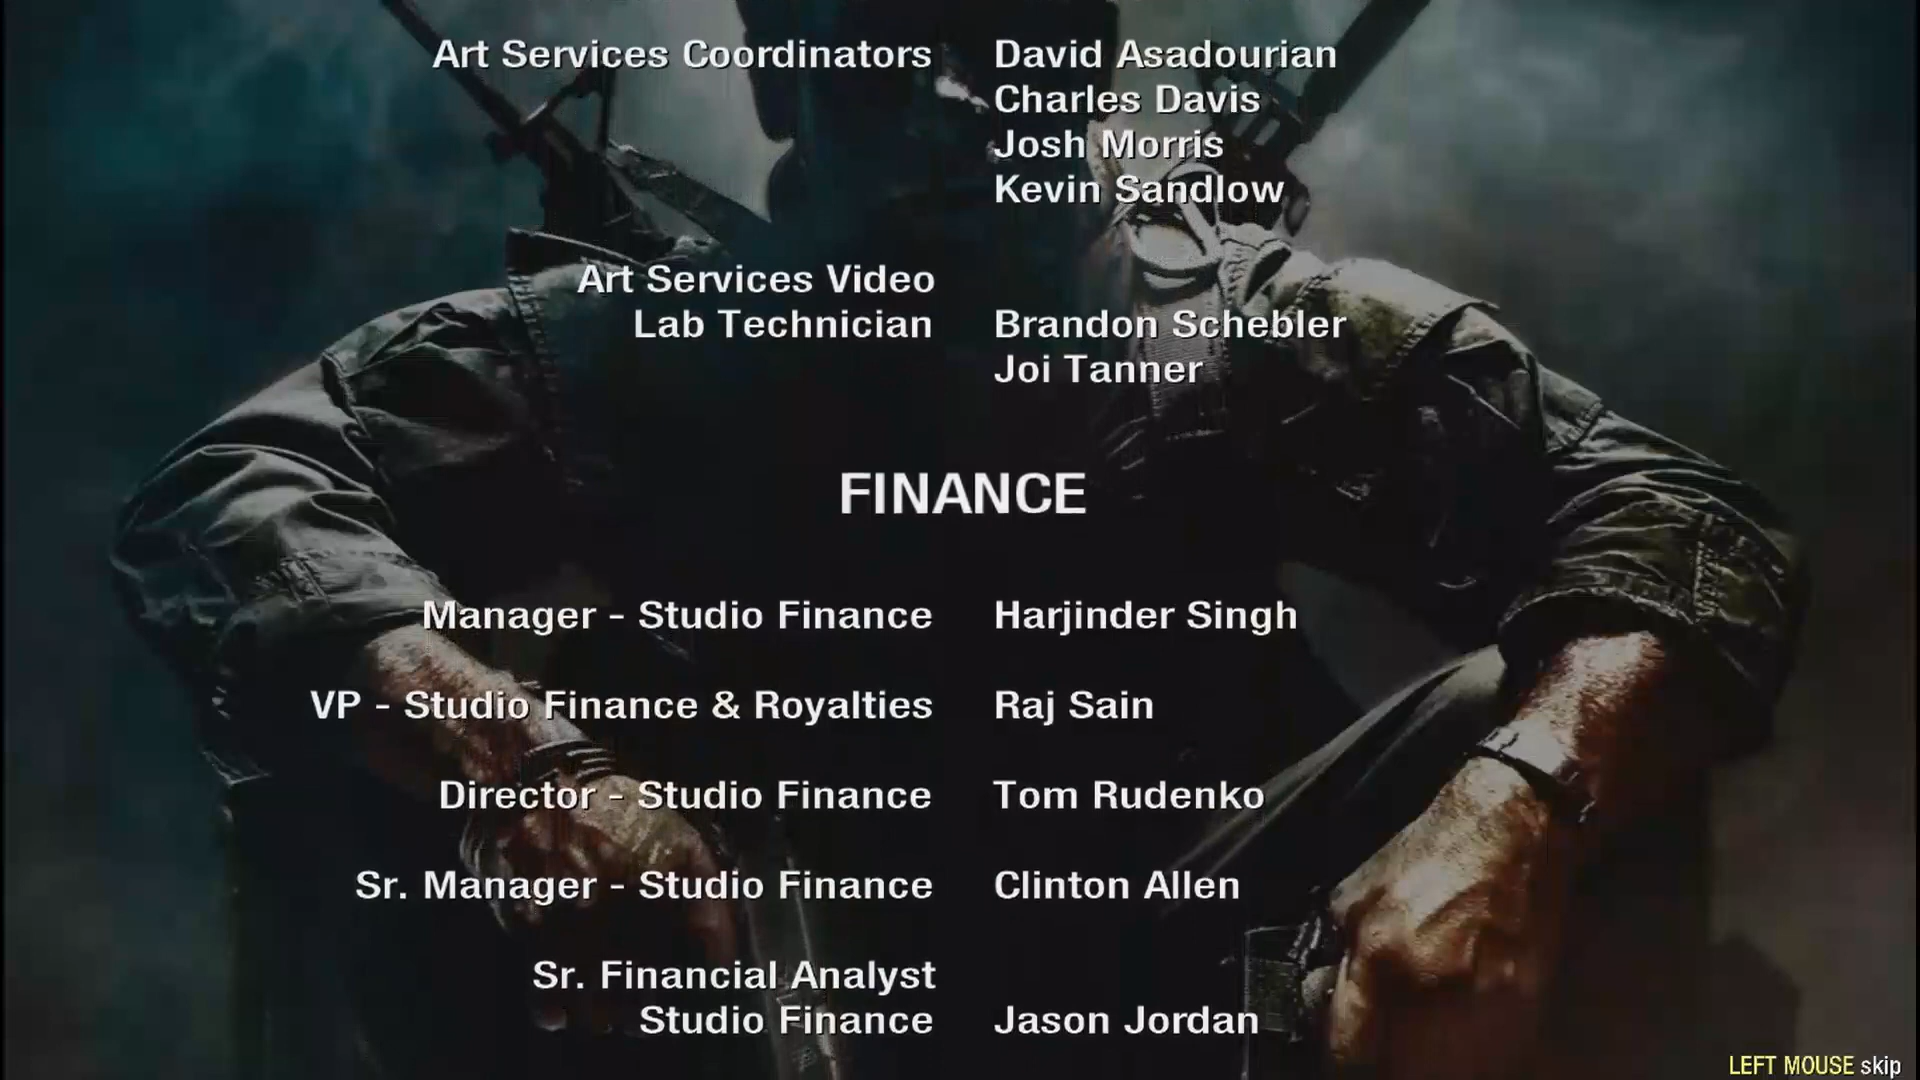 Art Services Coordinators David Asadourian
Charles Davis
Josh Morris
Kevin Sandlow
Art Services Video
Lab Technician Brandon Schebler
Joi Tanner
FINANCE
Manager - Studio Finance Harjinder Singh
VP - Studio Finance & Royalties Raj Sain
Director - Studio Finance Tom Rudenko
Sr. Manager - Studio Finance Clinton Allen
Sr. Financial Analyst
Studio Finance Jason Jordan
LEFT MOUSE skip